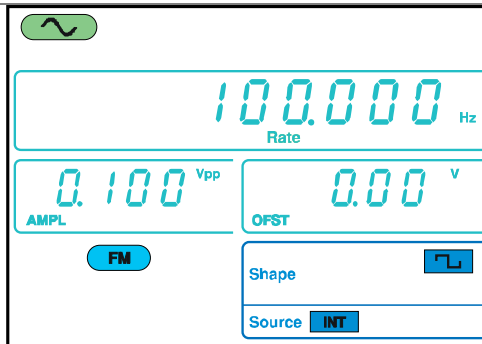 100.000 Hz
Rate
0.100 Vpp
AMPL
0.00 V
OFST
FM
Shape
Source INT